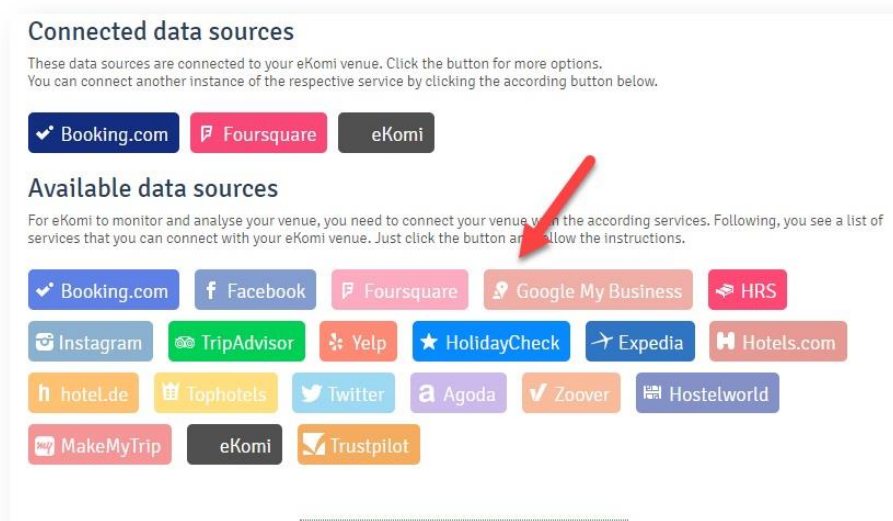 Connected data sources
These data sources are connected to your eKomi venue. Click the button for more options.
You can connect another instance of the respective service by clicking the according button below.
Booking.com Foursquare eKomi
Available data sources
For eKomi to monitor and analyse your venue, you need to connect your venue with the according services. Following, you see a list of
services that you can connect with your eKomi venue. Just click the button and follow the instructions.
Booking.com Facebook Foursquare Google My Business HRS
Instagram TripAdvisor Yelp HolidayCheck Expedia Hotels.com
hotel.de Tophotels Twitter Agoda Zoover Hostelworld
MakeMyTrip eKomi Trustpilot